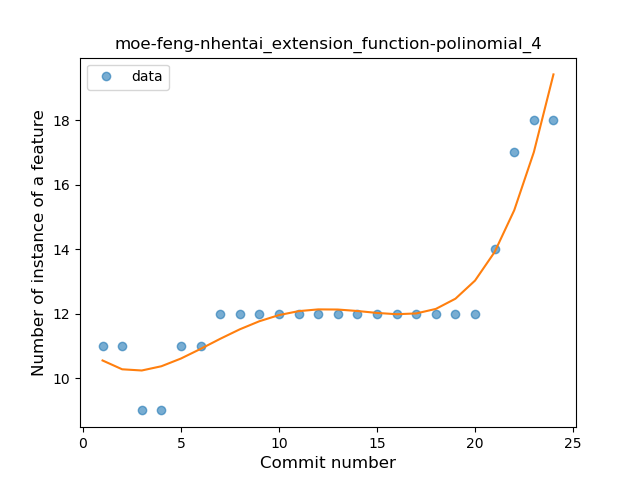 moe-feng-nhentai_extension_function-polinomial_4
data
Number of instance of a feature
18
16
14
12
10
0
5
10
15
20
25
Commit number